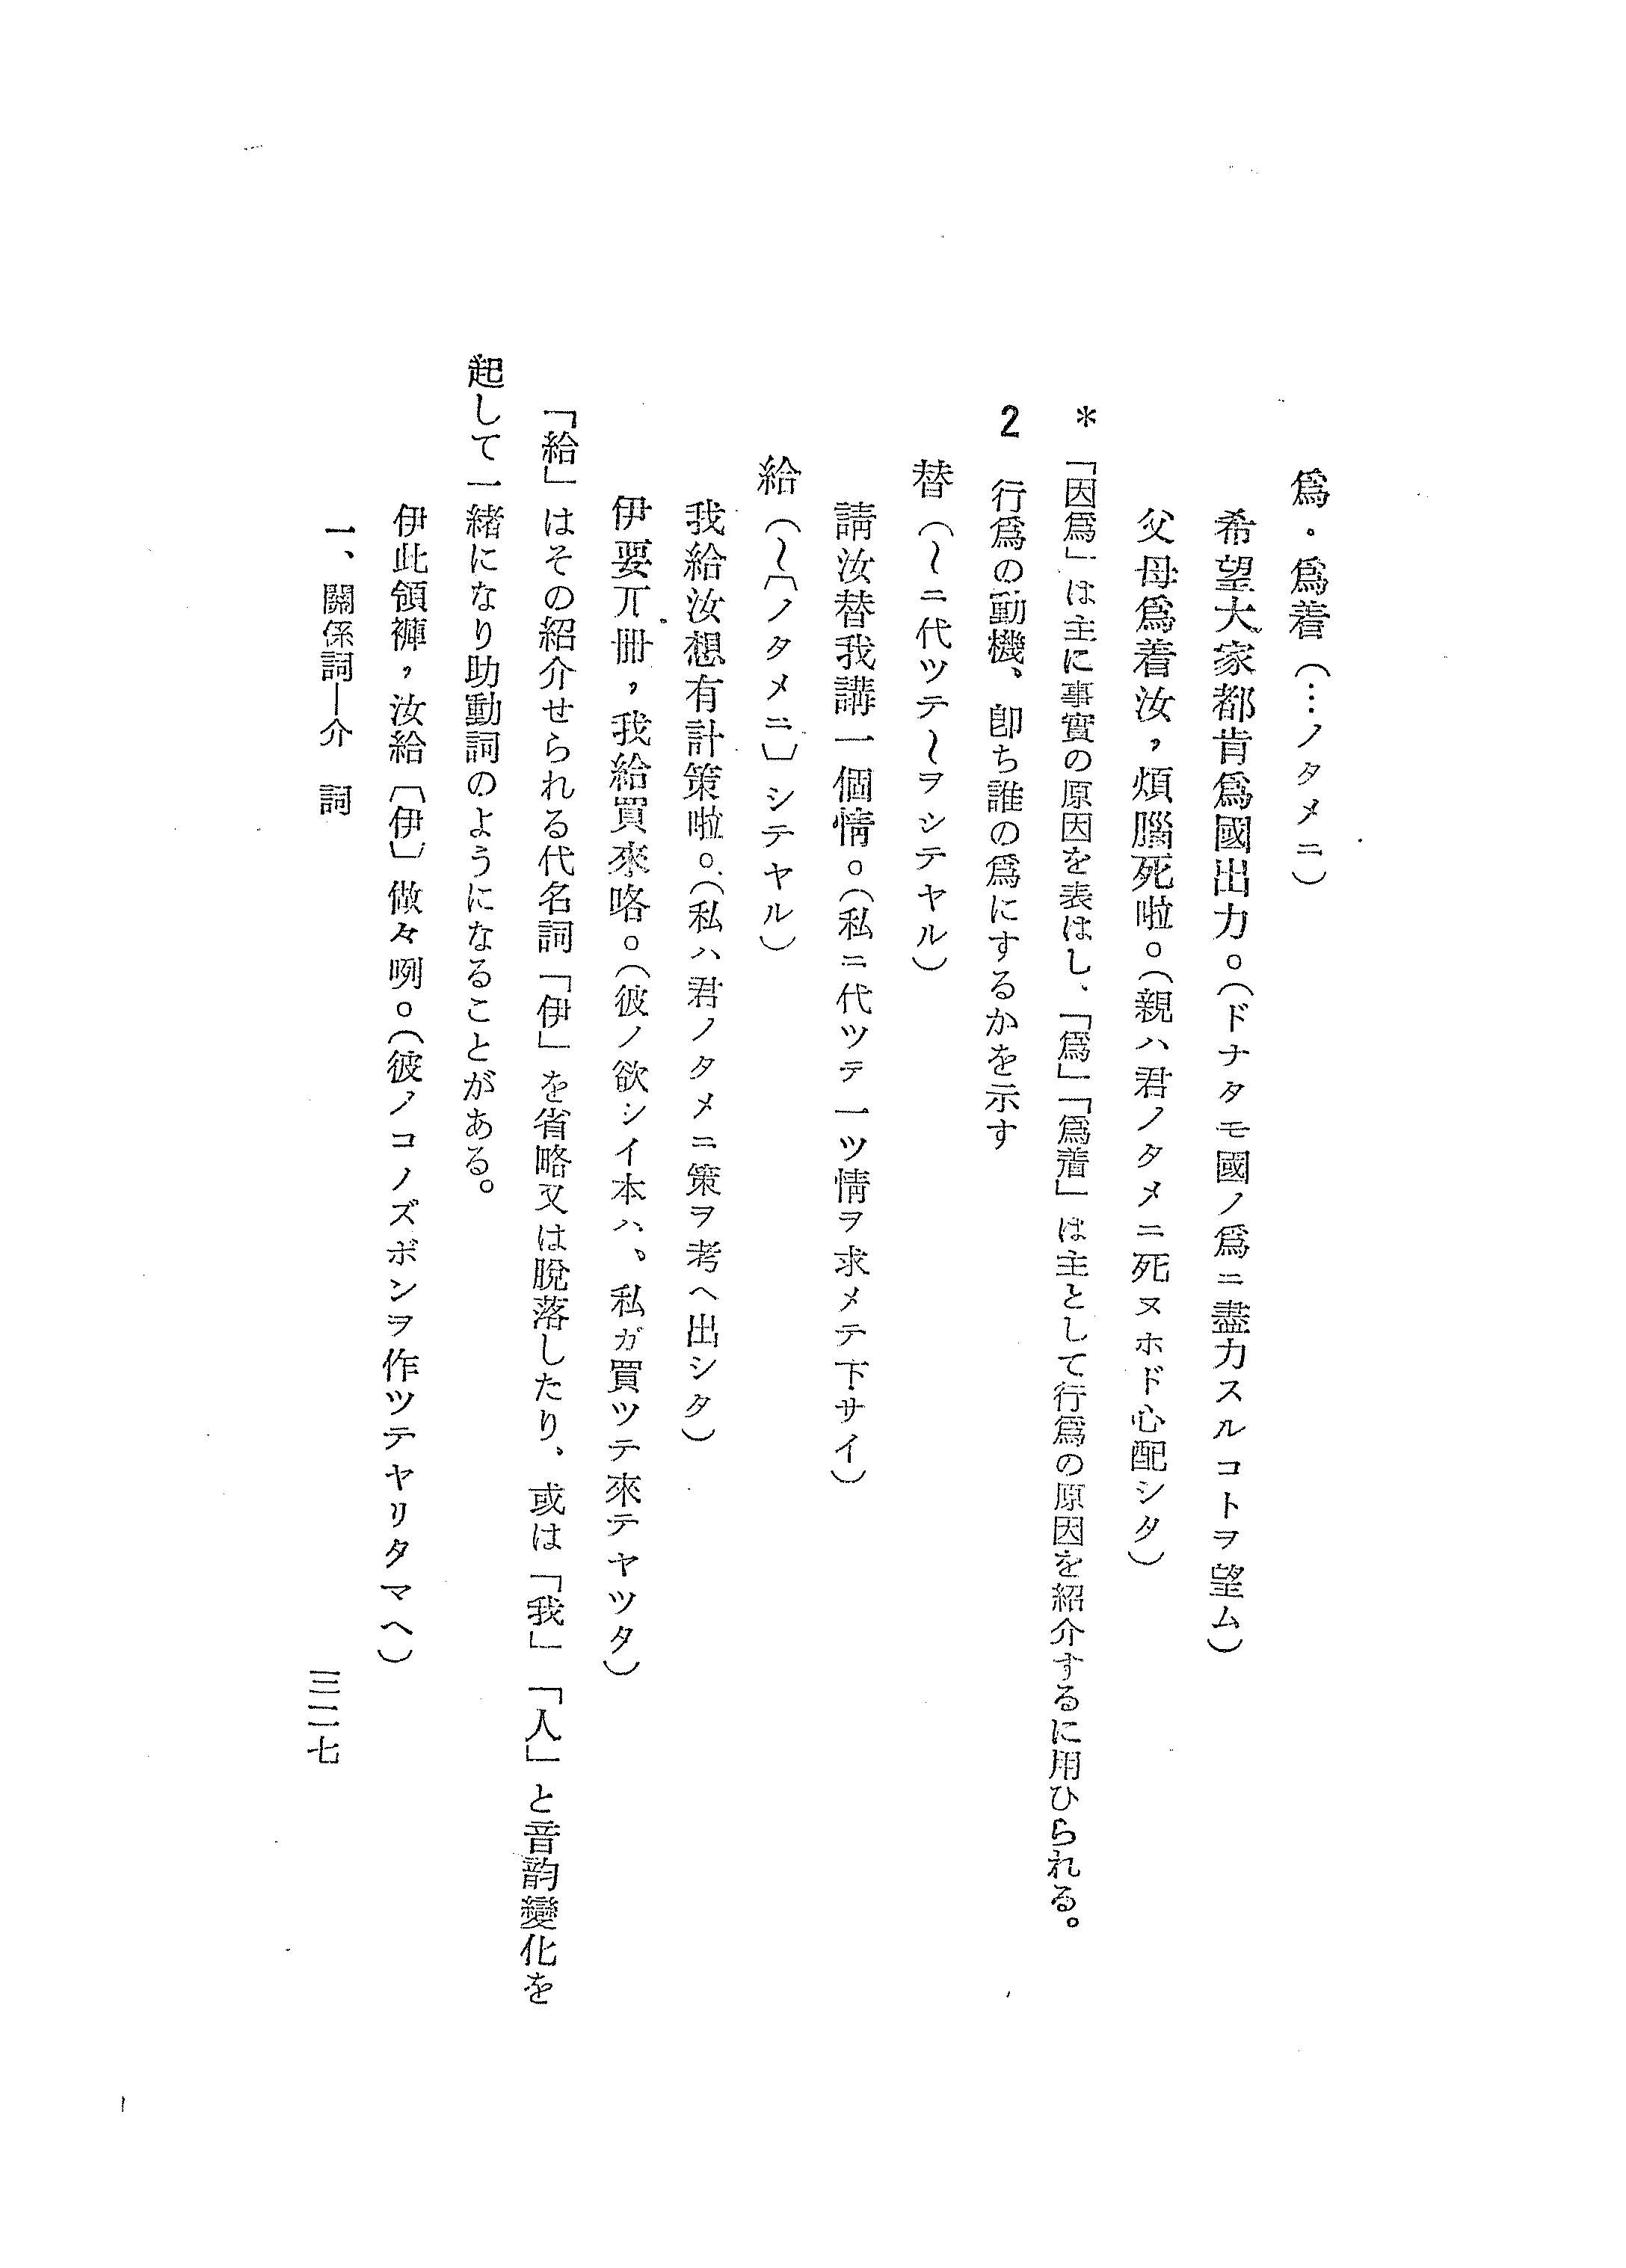 爲・爲着（…ノタメニ）
希望大家都肯爲國出力。（ドナタモ國ノ爲ニ盡力スルコトヲ望ム）
父母爲着汝，煩腦死啦。（親ハ君ノタメニ死ヌホド心配シタ）
＊「因爲」は主に事實の原因を表はし、「爲」「爲着」は主として行爲の原因を紹介するに用ひられる。
2　行爲の動機、卽ち誰の爲にするかを示す
替（〜ニ代ツテ〜ヲシテヤル）
請汝替我講一個情。（私ニ代ツテ一ツ情ヲ求メテ下サイ）
給（〜〔ノタメニ〕シテヤル）
我給汝想有計策啦。（私ハ君ノタメニ策ヲ考ヘ出シタ）
伊要丌冊，我給買來咯。（彼ノ欲シイ本ハ、私ガ買ツテ來テヤツタ）
「給」はその紹介せられる代名詞「伊」を省略又は脫落したり、或は「我」「人」と音韵變化を
起して一緒になり助動詞のようになることがある。
伊此領褲，汝給〔伊〕做々咧。（彼ノコノズボンヲ作ツテヤリタマヘ）
一、關係詞―介　詞
三二七